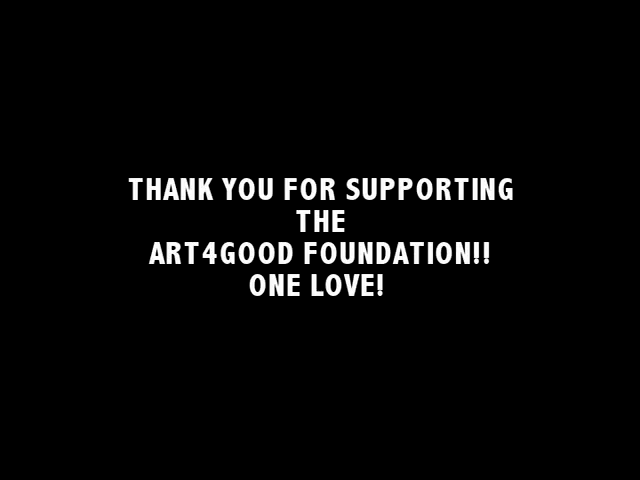 THANK YOU FOR SUPPORTING
THE
ART4GOOD FOUNDATION!!
ONE LOVE!